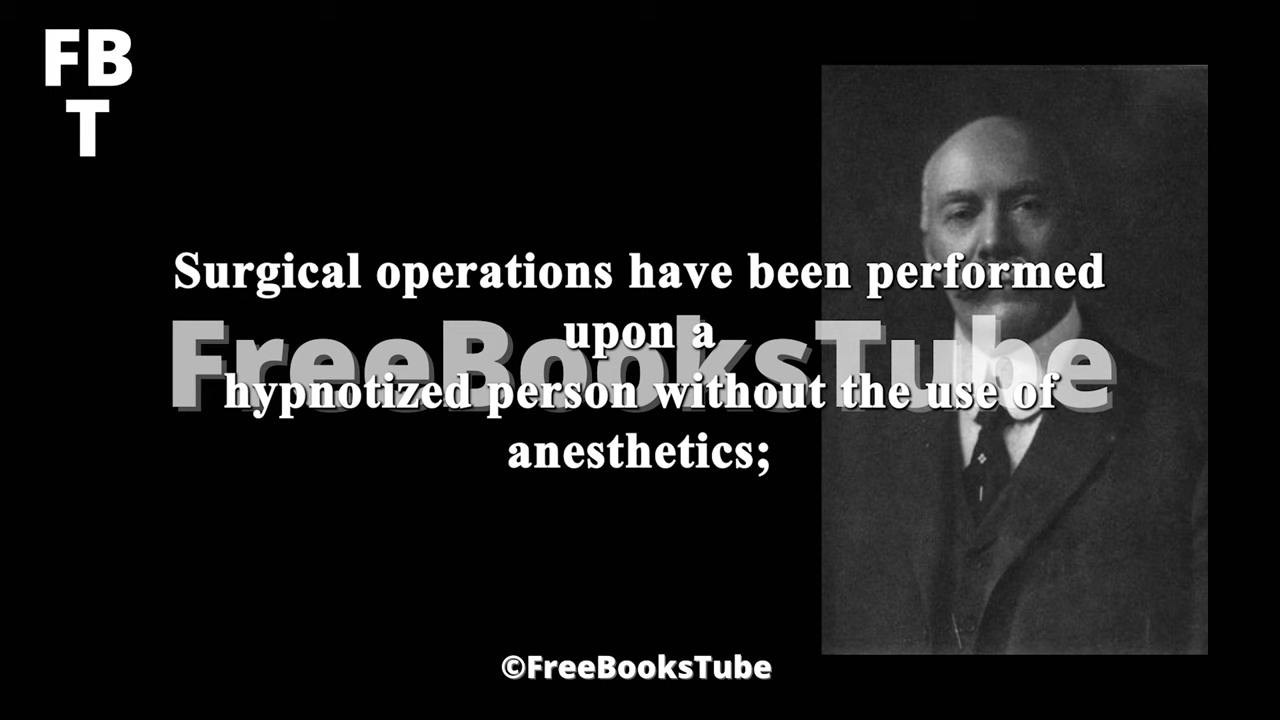 FB
T
Surgical operations have been performed
upon a
FreeBooksTube
hypnotized person without the use of
anesthetics;
©FreeBooksTube